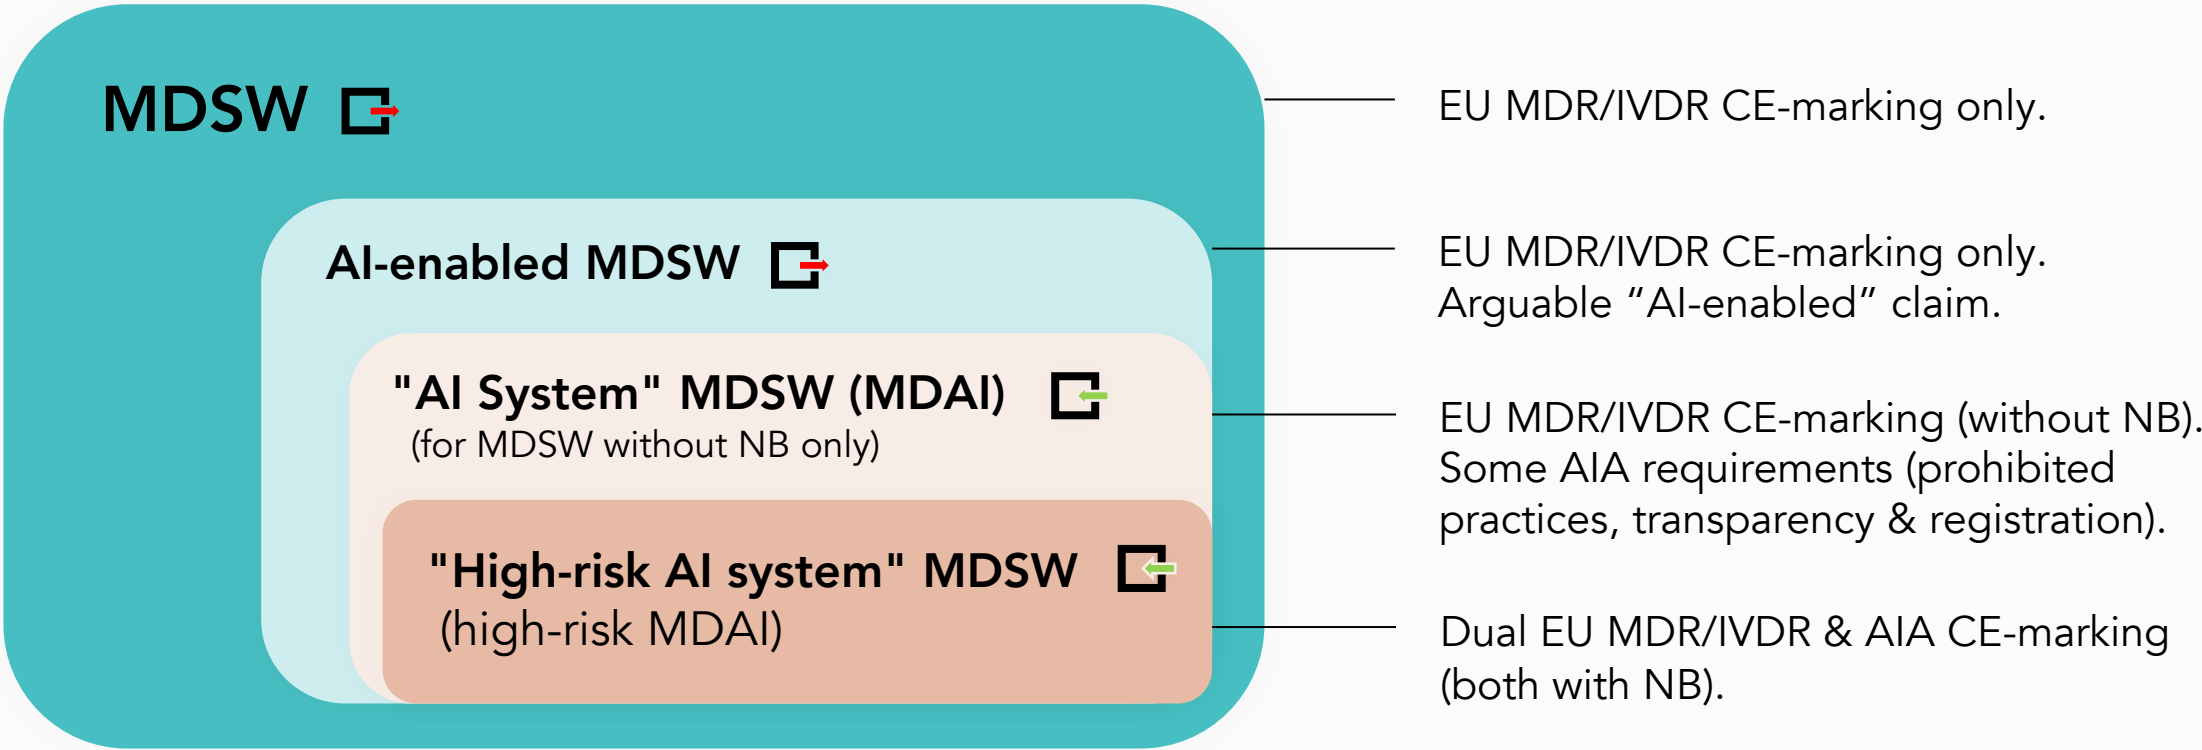 MDSW
EU MDR/IVDR CE-marking only.
AI-enabled MDSW
EU MDR/IVDR CE-marking only.
Arguable “AI-enabled” claim.
"AI System" MDSW (MDAI)
(for MDSW without NB only)
EU MDR/IVDR CE-marking (without NB).
Some AIA requirements (prohibited
practices, transparency & registration).
"High-risk AI system" MDSW
(high-risk MDAI)
Dual EU MDR/IVDR & AIA CE-marking
(both with NB).